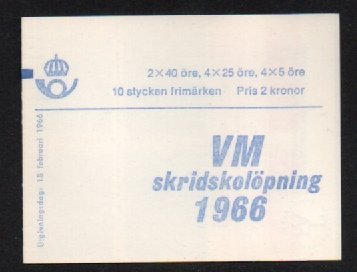 2×40 öre, 4×25 öre, 4×5 öre
10 stycken frimärken Pris 2 kronor
VM
skridskolöpning
1966
Utgivningsdag: 18 februari 1966